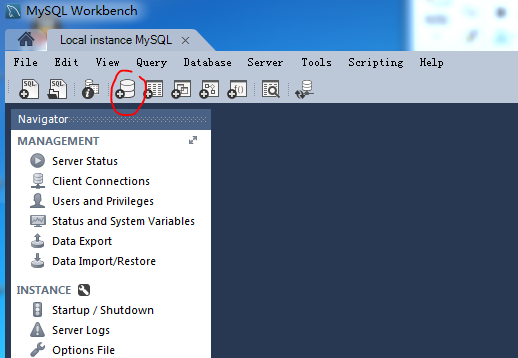 MySQL Workbench
Local instance MySQL ×
File Edit View Query Database Server Tools Scripting Help
SQL SQL
Navigator
MANAGEMENT
Server Status
Client Connections
Users and Privileges
Status and System Variables
Data Export
Data Import/Restore
INSTANCE
Startup / Shutdown
Server Logs
Options File